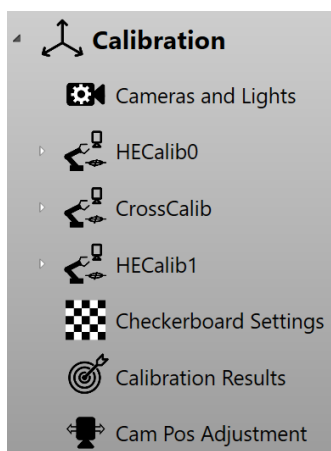 Calibration
Cameras and Lights
HECalib0
CrossCalib
HECalib1
Checkerboard Settings
Calibration Results
Cam Pos Adjustment